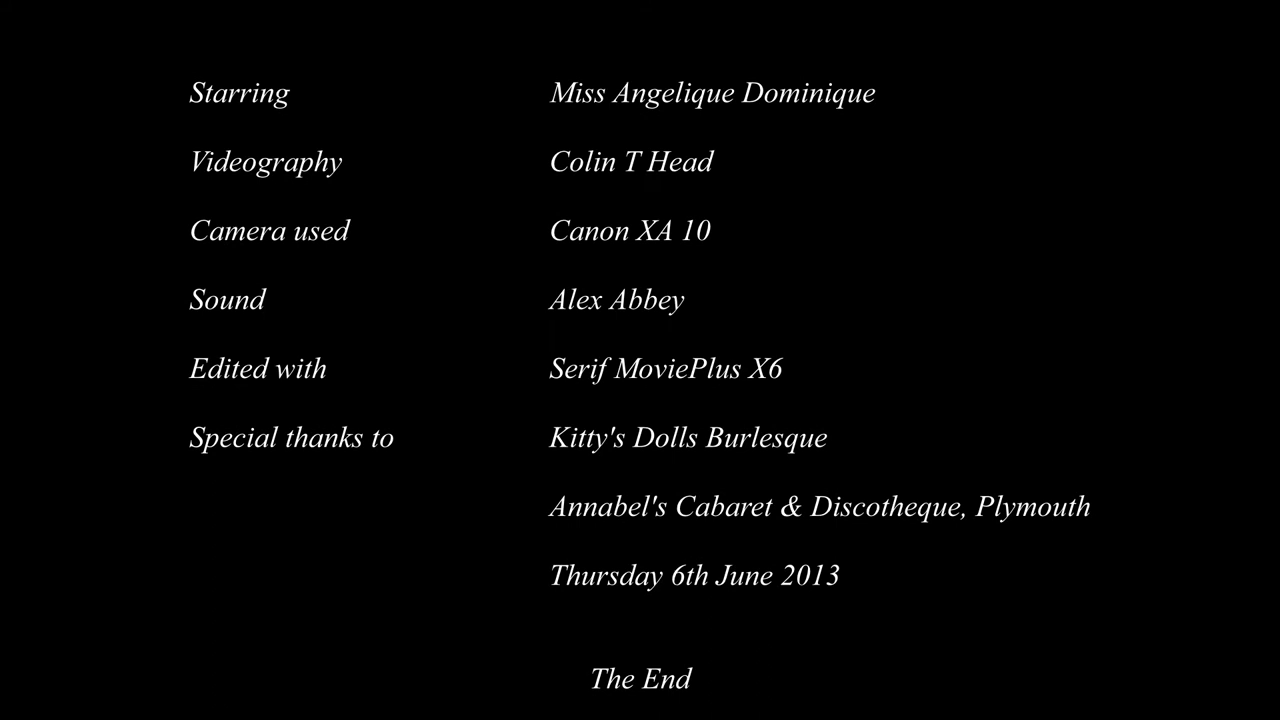 Starring Miss Angelique Dominique
Videography Colin T Head
Camera used Canon XA 10
Sound Alex Abbey
Edited with Serif MoviePlus X6
Special thanks to Kitty's Dolls Burlesque
Annabel's Cabaret & Discotheque, Plymouth
Thursday 6th June 2013
The End